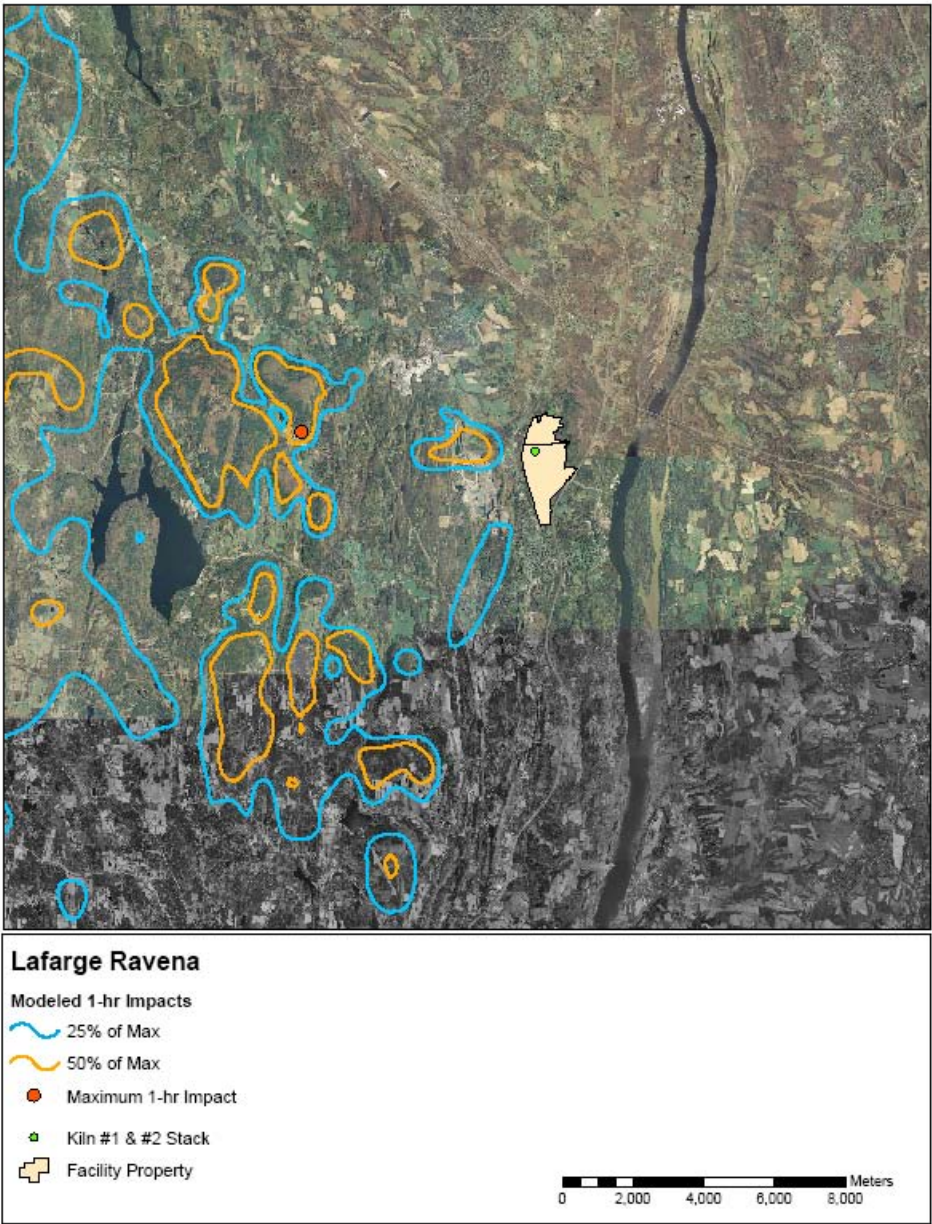 Lafarge Ravena
Modeled 1-hr Impacts
25% of Max
50% of Max
Maximum 1-hr Impact
Kiln #1 & #2 Stack
Facility Property
Meters
0 2,000 4,000 6,000 8,000